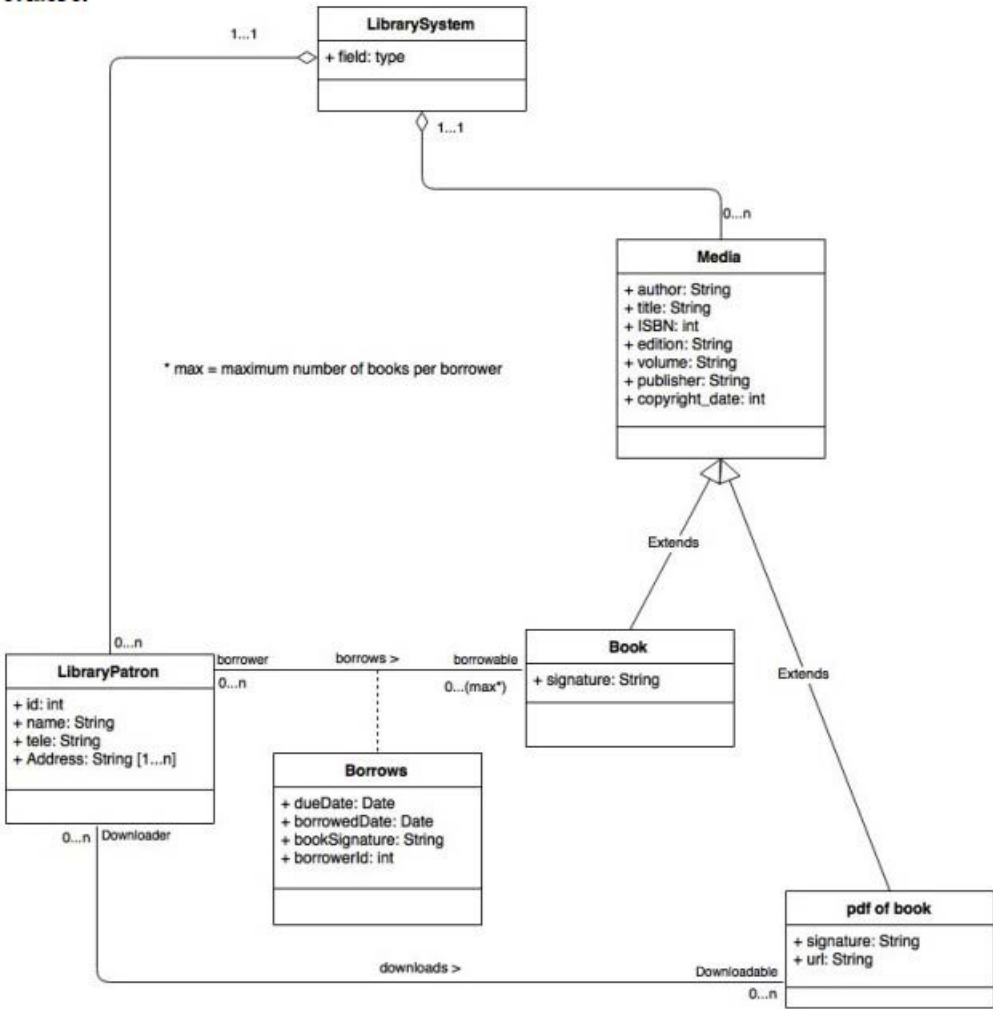 LibrarySystem
1...1
+ field: type
1...1
0...n
Media
+ author: String
+ title: String
+ ISBN: int
+ edition: String
+ volume: String
+ publisher: String
+ copyright_date: int
* max = maximum number of books per borrower
Extends
0...n
Book
+ signature: String
LibraryPatron
+ id: int
+ name: String
+ tele: String
+ Address: String [1...n]
borrower
borrows >
borrowable
0...n
0...(max*)
Extends
Borrows
+ dueDate: Date
+ borrowedDate: Date
+ bookSignature: String
+ borrowerId: int
0...n
Downloader
pdf of book
+ signature: String
+ url: String
downloads >
Downloadable
0...n